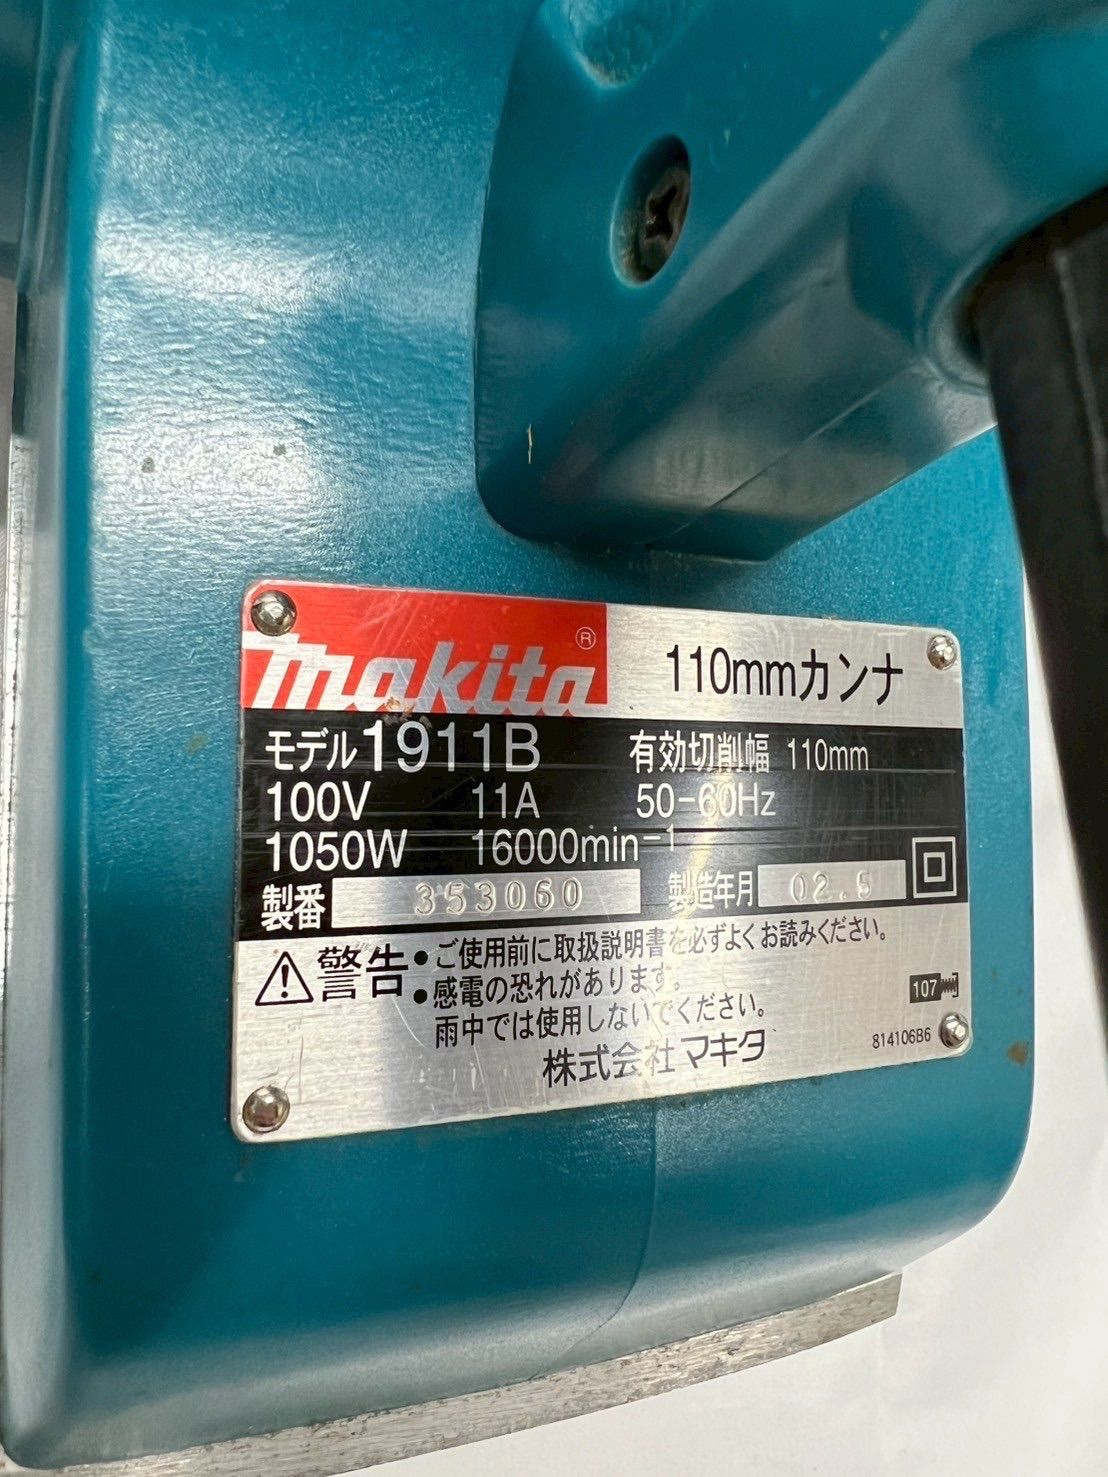 makita®
110mmカンナ
モデル1911B 有効切削幅 110mm
100V 11A 50-60Hz
1050W 16000min⁻¹
製番 353060 製造年月 02.5
警告 •ご使用前に取扱説明書を必ずよくお読みください。
•感電の恐れがあります。
雨中では使用しないでください。
107
株式会社マキタ
814106B6